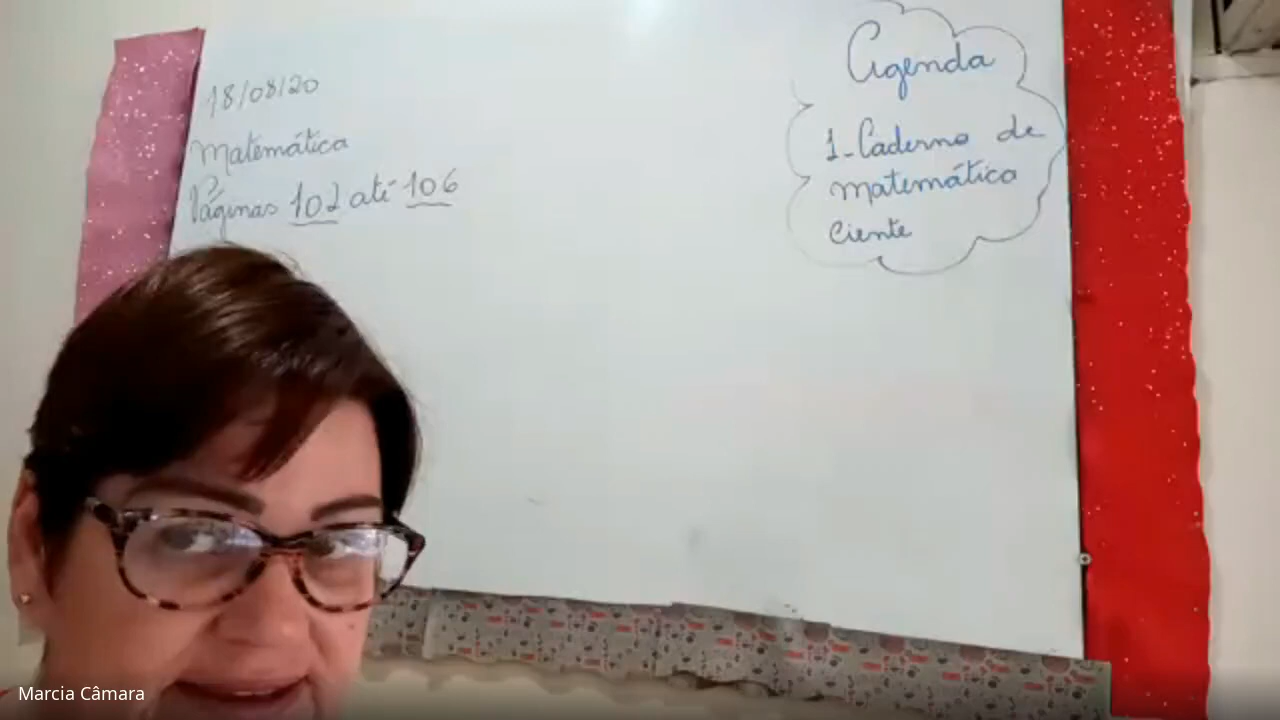 18/08/20
Matemática
Páginas 102 até 106
Agenda
1-Caderno de
matemática
Ciente
Marcia Câmara